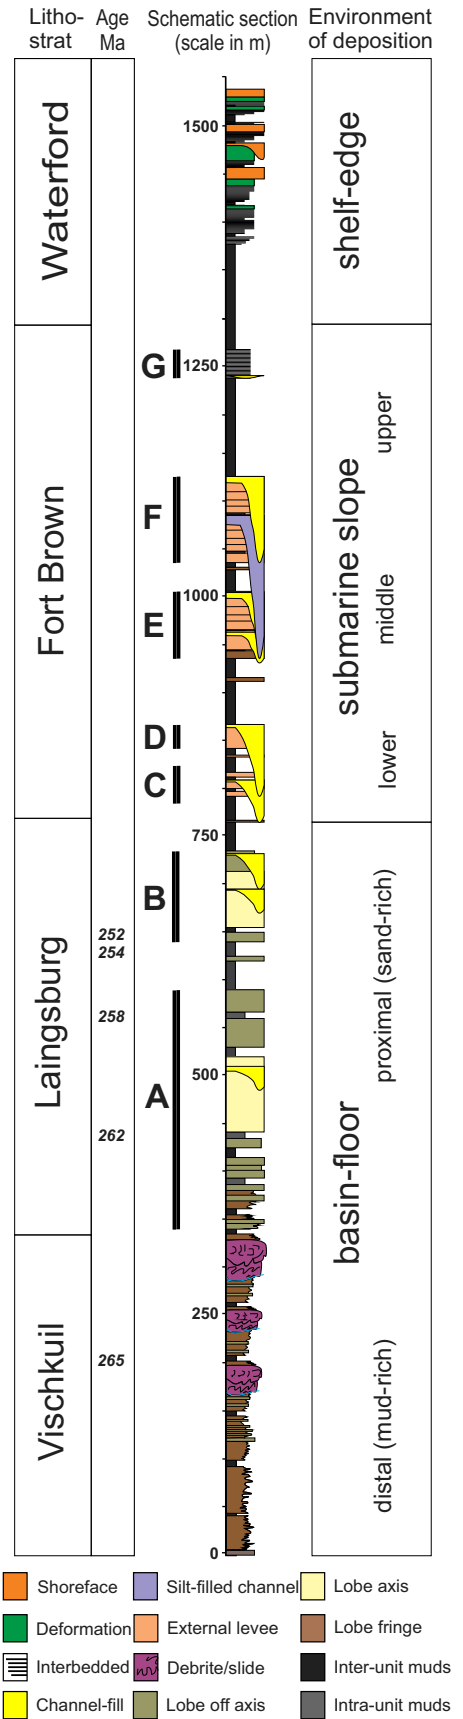 Litho-
strat
Age
Ma
Schematic section
(scale in m)
Environment
of deposition
Waterford
Fort Brown
Laingsburg
Vischkuil
252
254
258
262
265
G
F
E
D
C
B
A
1500
1250
1000
750
500
250
0
shelf-edge
submarine slope
upper
middle
lower
basin-floor
proximal (sand-rich)
distal (mud-rich)
Shoreface
Silt-filled channel
Lobe axis
Deformation
External levee
Lobe fringe
Interbedded
Debrite/slide
Inter-unit muds
Channel-fill
Lobe off axis
Intra-unit muds